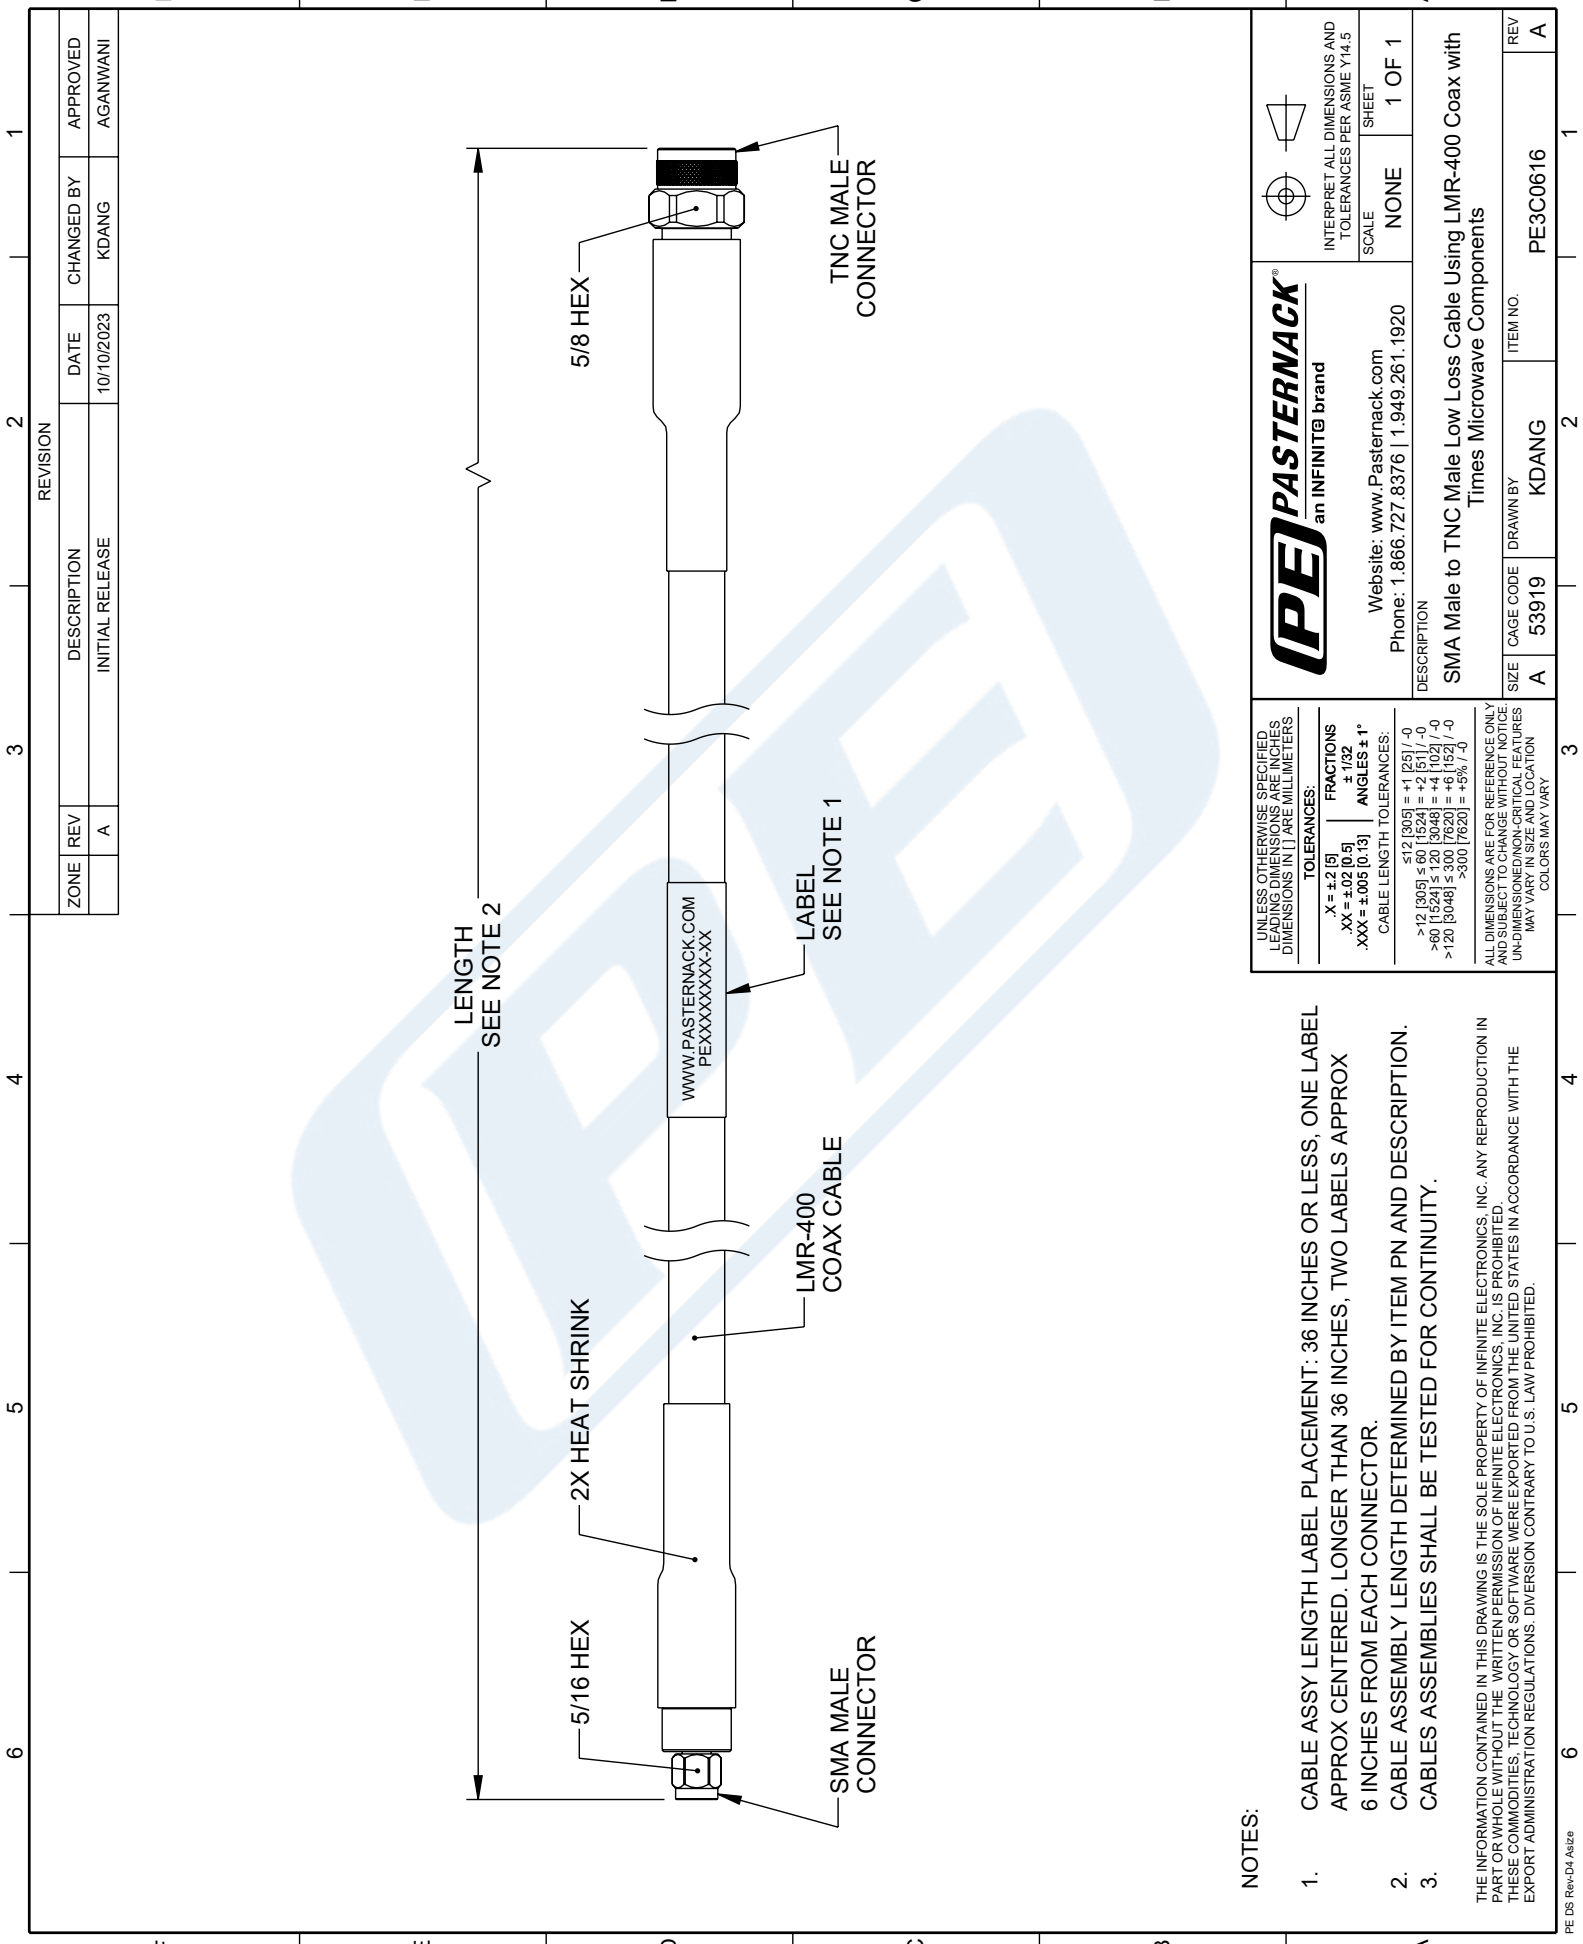 6
5
4
3
2
1
REVISION
ZONE
REV
DESCRIPTION
DATE
CHANGED BY
APPROVED
A
INITIAL RELEASE
10/10/2023
KDANG
AGANWANI
LENGTH
SEE NOTE 2
5/16 HEX
2X HEAT SHRINK
5/8 HEX
WWW.PASTERNACK.COM
PEXXXXXXXX-XX
SMA MALE
CONNECTOR
LMR-400
COAX CABLE
LABEL
SEE NOTE 1
TNC MALE
CONNECTOR
NOTES:
1. CABLE ASSY LENGTH LABEL PLACEMENT: 36 INCHES OR LESS, ONE LABEL
APPROX CENTERED. LONGER THAN 36 INCHES, TWO LABELS APPROX
6 INCHES FROM EACH CONNECTOR.
2. CABLE ASSEMBLY LENGTH DETERMINED BY ITEM PN AND DESCRIPTION.
3. CABLES ASSEMBLIES SHALL BE TESTED FOR CONTINUITY.
THE INFORMATION CONTAINED IN THIS DRAWING IS THE SOLE PROPERTY OF INFINITE ELECTRONICS, INC. ANY REPRODUCTION IN
PART OR WHOLE WITHOUT THE WRITTEN PERMISSION OF INFINITE ELECTRONICS, INC. IS PROHIBITED.
THESE COMMODITIES, TECHNOLOGY OR SOFTWARE WERE EXPORTED FROM THE UNITED STATES IN ACCORDANCE WITH THE
EXPORT ADMINISTRATION REGULATIONS. DIVERSION CONTRARY TO U.S. LAW PROHIBITED.
UNLESS OTHERWISE SPECIFIED
LEADING DIMENSIONS ARE INCHES
DIMENSIONS IN [ ] ARE MILLIMETERS
TOLERANCES:
.X = ±.2 [5]
.XX = ±.02 [0.5]
.XXX = ±.005 [0.13]
FRACTIONS
± 1/32
ANGLES ± 1°
CABLE LENGTH TOLERANCES:
≤12 [305] = +1 [25] / -0
>12 [305] ≤ 60 [1524] = +2 [51] / -0
>60 [1524] ≤ 120 [3048] = +4 [102] / -0
>120 [3048] ≤ 300 [7620] = +6 [152] / -0
>300 [7620] = +5% / -0
ALL DIMENSIONS ARE FOR REFERENCE ONLY
AND SUBJECT TO CHANGE WITHOUT NOTICE.
UN-DIMENSIONED/NON-CRITICAL FEATURES
MAY VARY IN SIZE AND LOCATION
COLORS MAY VARY
PE PASTERNACK®
an INFINITE brand
Website: www.Pasternack.com
Phone: 1.866.727.8376 | 1.949.261.1920
INTERPRET ALL DIMENSIONS AND
TOLERANCES PER ASME Y14.5
SCALE
NONE
SHEET
1 OF 1
DESCRIPTION
SMA Male to TNC Male Low Loss Cable Using LMR-400 Coax with
Times Microwave Components
SIZE
A
CAGE CODE
53919
DRAWN BY
KDANG
ITEM NO.
PE3C0616
REV
A
6
5
4
3
2
1
PE DS Rev-D4 Asize